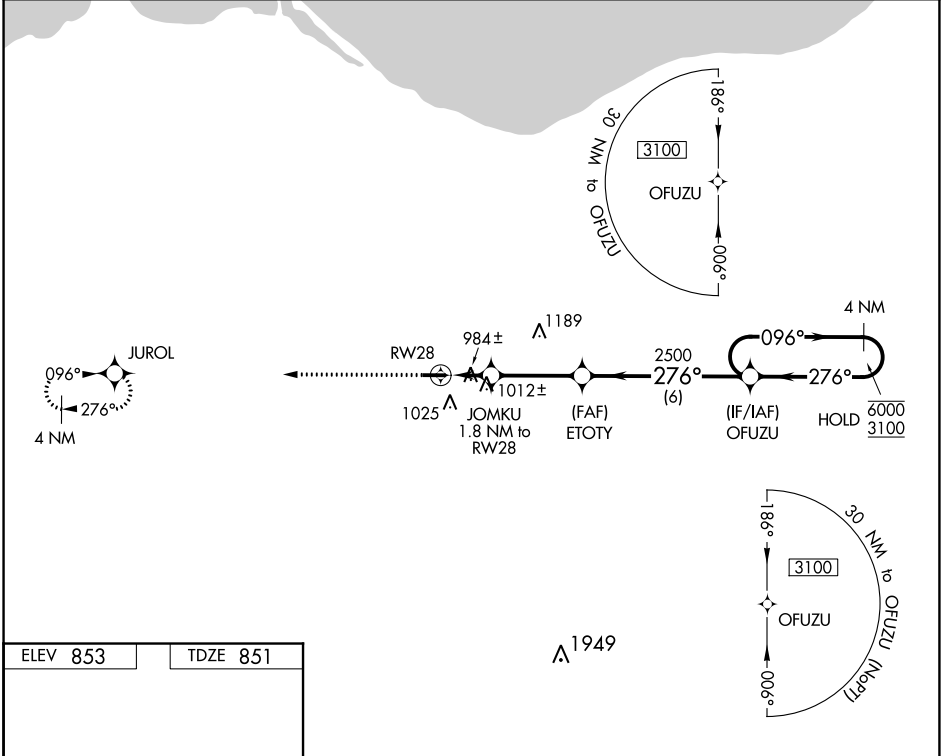 186°
30 NM to OFUZU
3100
OFUZU
006°
4 NM
1189
096°
984±
JUROL
RW28
2500
096°
276°
276°
1012±
(6)
276°
1025
JOMKU
1.8 NM to
RW28
(FAF)
ETOTY
(IF/IAF)
OFUZU
HOLD
6000
3100
4 NM
186°
30 NM to OFUZU (NoPT)
3100
OFUZU
006°
1949
ELEV 853
TDZE 851